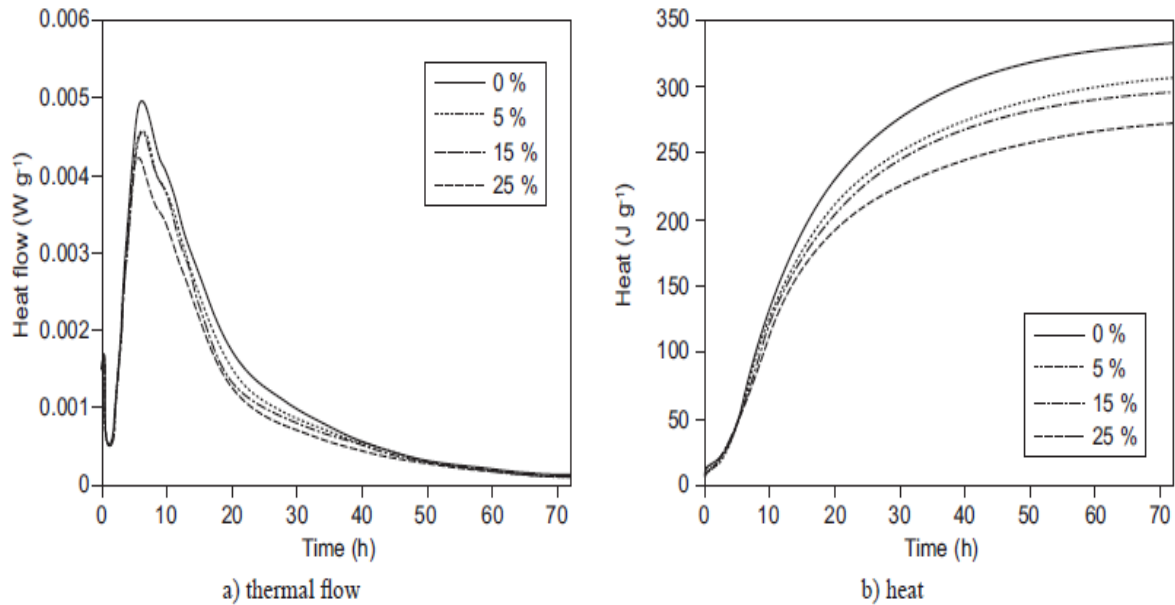 0.006
0.005
0.004
0.003
0.002
0.001
0
Heat flow (W g⁻¹)
0 %
5 %
15 %
25 %
0 10 20 30 40 50 60 70
Time (h)
a) thermal flow
350
300
250
200
150
100
50
0
Heat (J g⁻¹)
0 %
5 %
15 %
25 %
0 10 20 30 40 50 60 70
Time (h)
b) heat